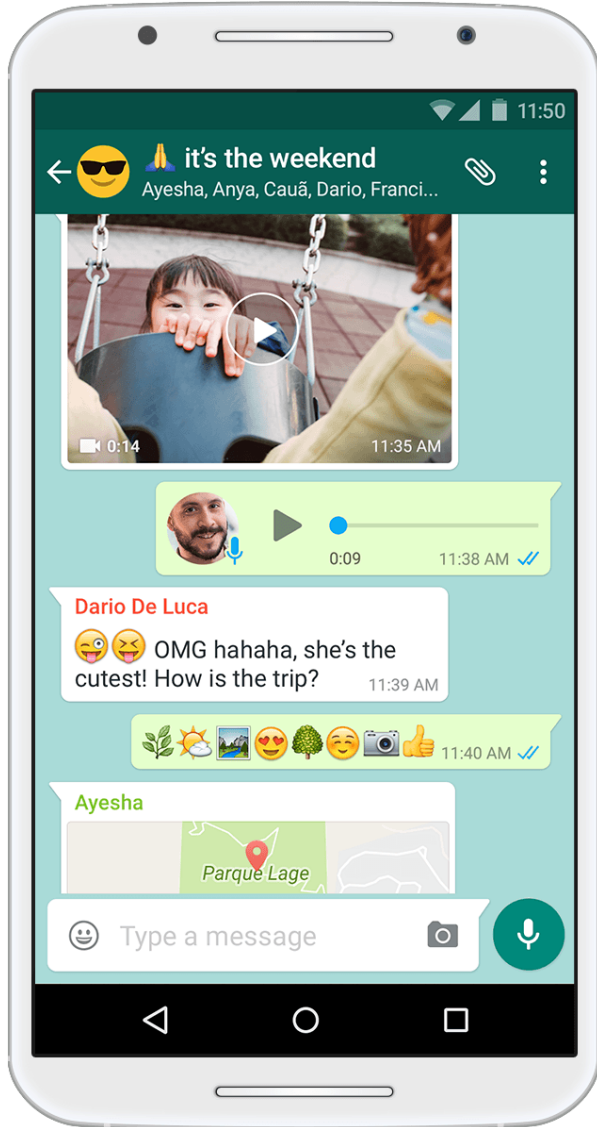 11:50
🙏 it's the weekend
Ayesha, Anya, Cauã, Dario, Franci...
0:14 11:35 AM
0:09 11:38 AM
Dario De Luca
😜😝 OMG hahaha, she's the
cutest! How is the trip? 11:39 AM
🌿🌤🏞😍🌳☺️📷👍 11:40 AM
Ayesha
Parque Lage
Type a message